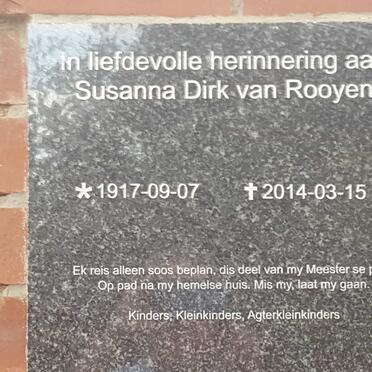 In liefdevolle herinnering aa
Susanna Dirk van Rooyen
* 1917-09-07 ✝ 2014-03-15
Ek reis alleen soos beplan, dis deel van my Meester se p
Op pad na my hemelse huis. Mis my, laat my gaan.
Kinders, Kleinkinders, Agterkleinkinders